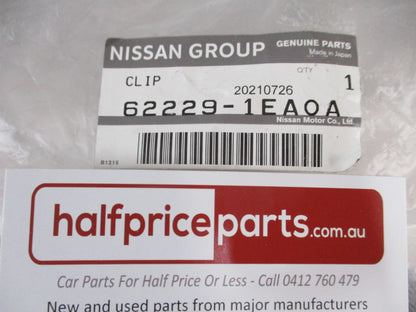 NISSAN GROUP
GENUINE PARTS
Made in Japan
CLIP
20210726
Q'TY
1
62229-1EA0A
Nissan Motor Co., Ltd.
B1215
halfpriceparts.com.au
Car Parts For Half Price Or Less - Call 0412 760 479
New and used parts from major manufacturers